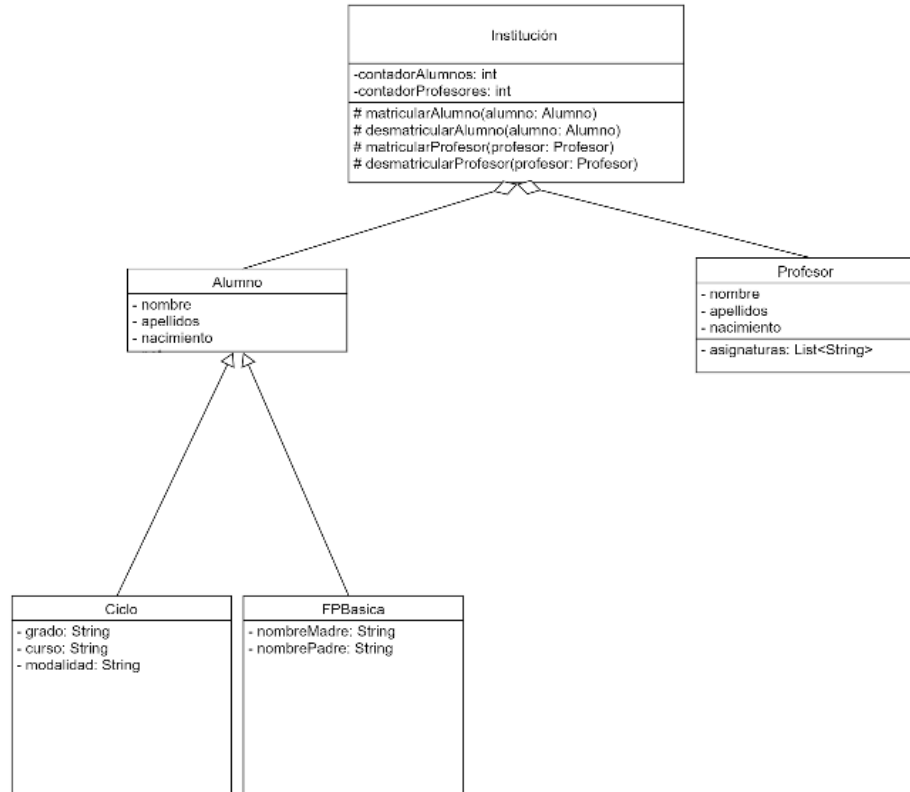 Institución
-contadorAlumnos: int
-contadorProfesores: int
# matricularAlumno(alumno: Alumno)
# desmatricularAlumno(alumno: Alumno)
# matricularProfesor(profesor: Profesor)
# desmatricularProfesor(profesor: Profesor)
Alumno
- nombre
- apellidos
- nacimiento
Profesor
- nombre
- apellidos
- nacimiento
- asignaturas: List<String>
Ciclo
- grado: String
- curso: String
- modalidad: String
FPBasica
- nombreMadre: String
- nombrePadre: String